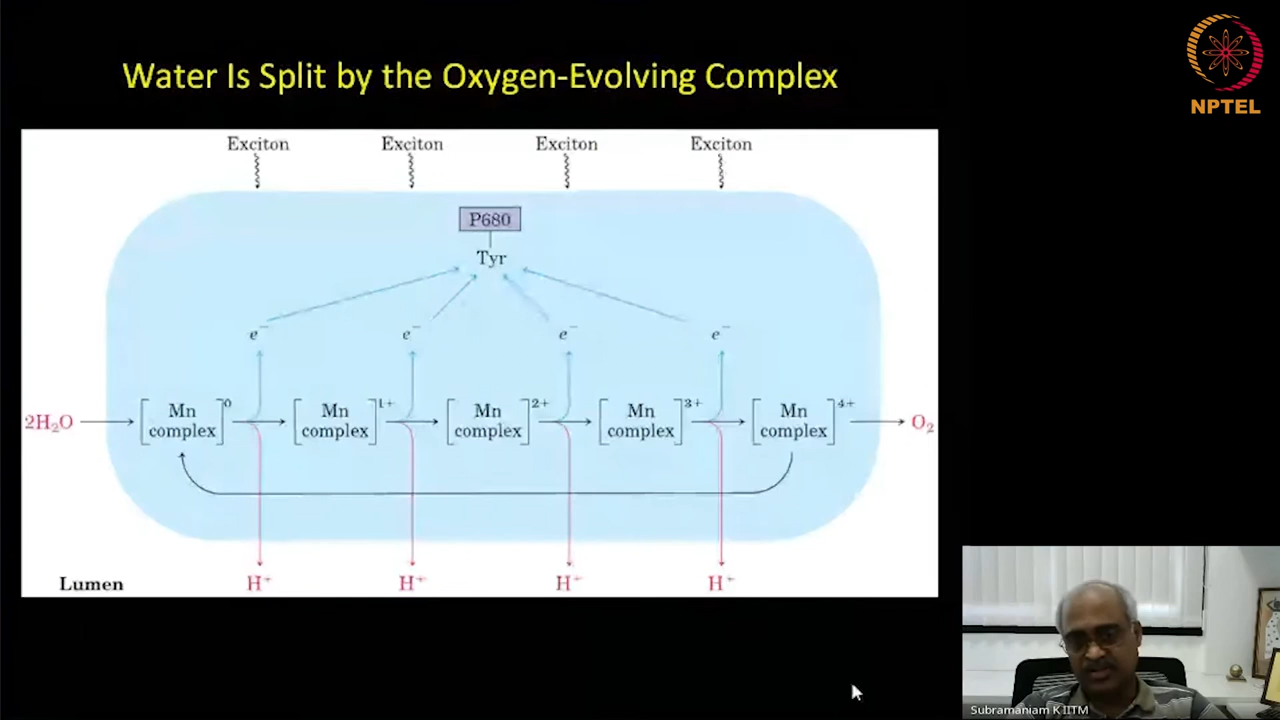 Water Is Split by the Oxygen-Evolving Complex
NPTEL
Exciton Exciton Exciton Exciton
P680
Tyr
e⁻ e⁻ e⁻ e⁻
2H₂O [Mn complex]⁰ [Mn complex]¹⁺ [Mn complex]²⁺ [Mn complex]³⁺ [Mn complex]⁴⁺ O₂
Lumen H⁺ H⁺ H⁺ H⁺
Subramaniam K IITM